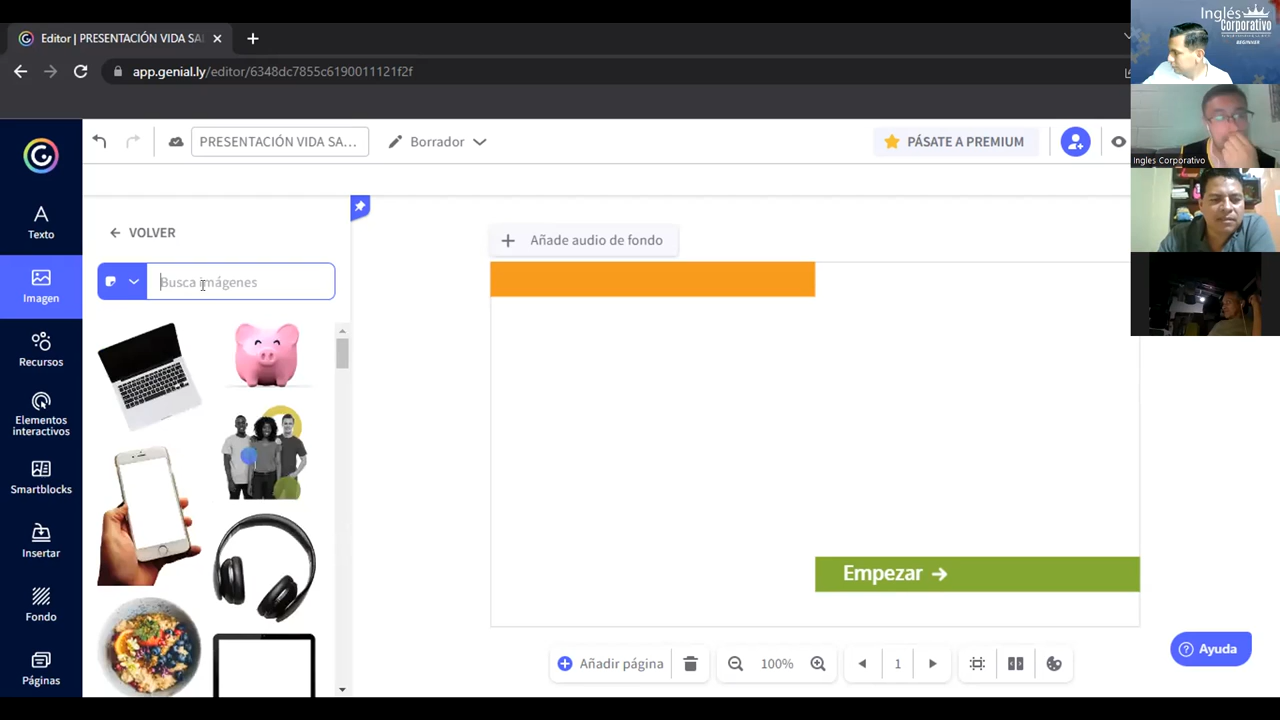 Editor | PRESENTACIÓN VIDA SAL
app.genial.ly/editor/6348dc7855c6190011121f2f
PRESENTACIÓN VIDA SA...
Borrador
PÁSATE A PREMIUM
Texto
Imagen
Recursos
Elementos
interactivos
Smartblocks
Insertar
Fondo
Páginas
VOLVER
Busca imágenes
Añade audio de fondo
Empezar →
Añadir página
100%
1
Ayuda
Inglés
Corporativo
BEGINNER
Ingles Corporativo